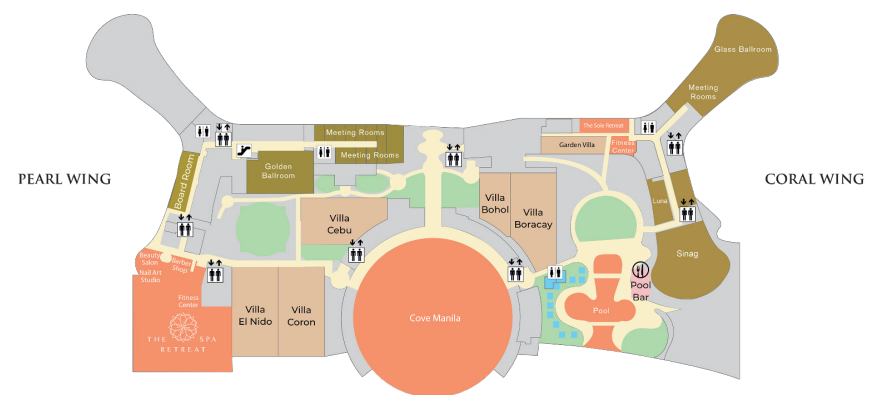 Glass Ballroom
Meeting
Rooms
The Sole Retreat
Meeting Rooms
Garden Villa
Fitness
Center
Meeting Rooms
Golden
Ballroom
PEARL WING
CORAL WING
Board Room
Villa
Bohol
Villa
Boracay
Luna
Villa
Cebu
Sinag
Beauty
Salon
Barber
Shop
Nail Art
Studio
Pool
Bar
Fitness
Center
Villa
El Nido
Villa
Coron
Cove Manila
Pool
THE SPA
RETREAT